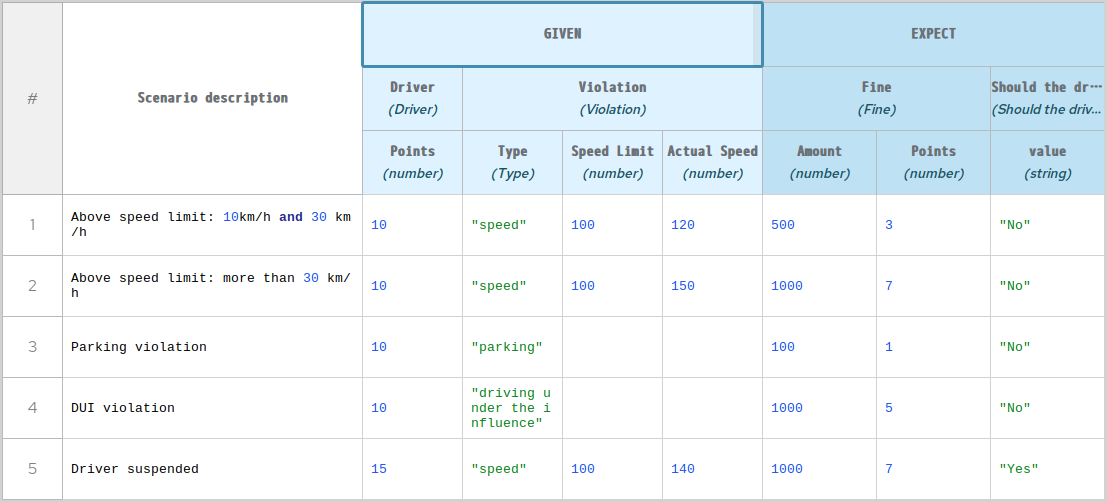 # Scenario description GIVEN EXPECT
Driver Violation Fine Should the dr...
(Driver) (Violation) (Fine) (Should the driv...
Points Type Speed Limit Actual Speed Amount Points value
(number) (Type) (number) (number) (number) (number) (string)
1 Above speed limit: 10km/h and 30 km
/h 10 "speed" 100 120 500 3 "No"
2 Above speed limit: more than 30 km/
h 10 "speed" 100 150 1000 7 "No"
3 Parking violation 10 "parking" 100 1 "No"
4 DUI violation 10 "driving u
nder the i
nfluence" 1000 5 "No"
5 Driver suspended 15 "speed" 100 140 1000 7 "Yes"